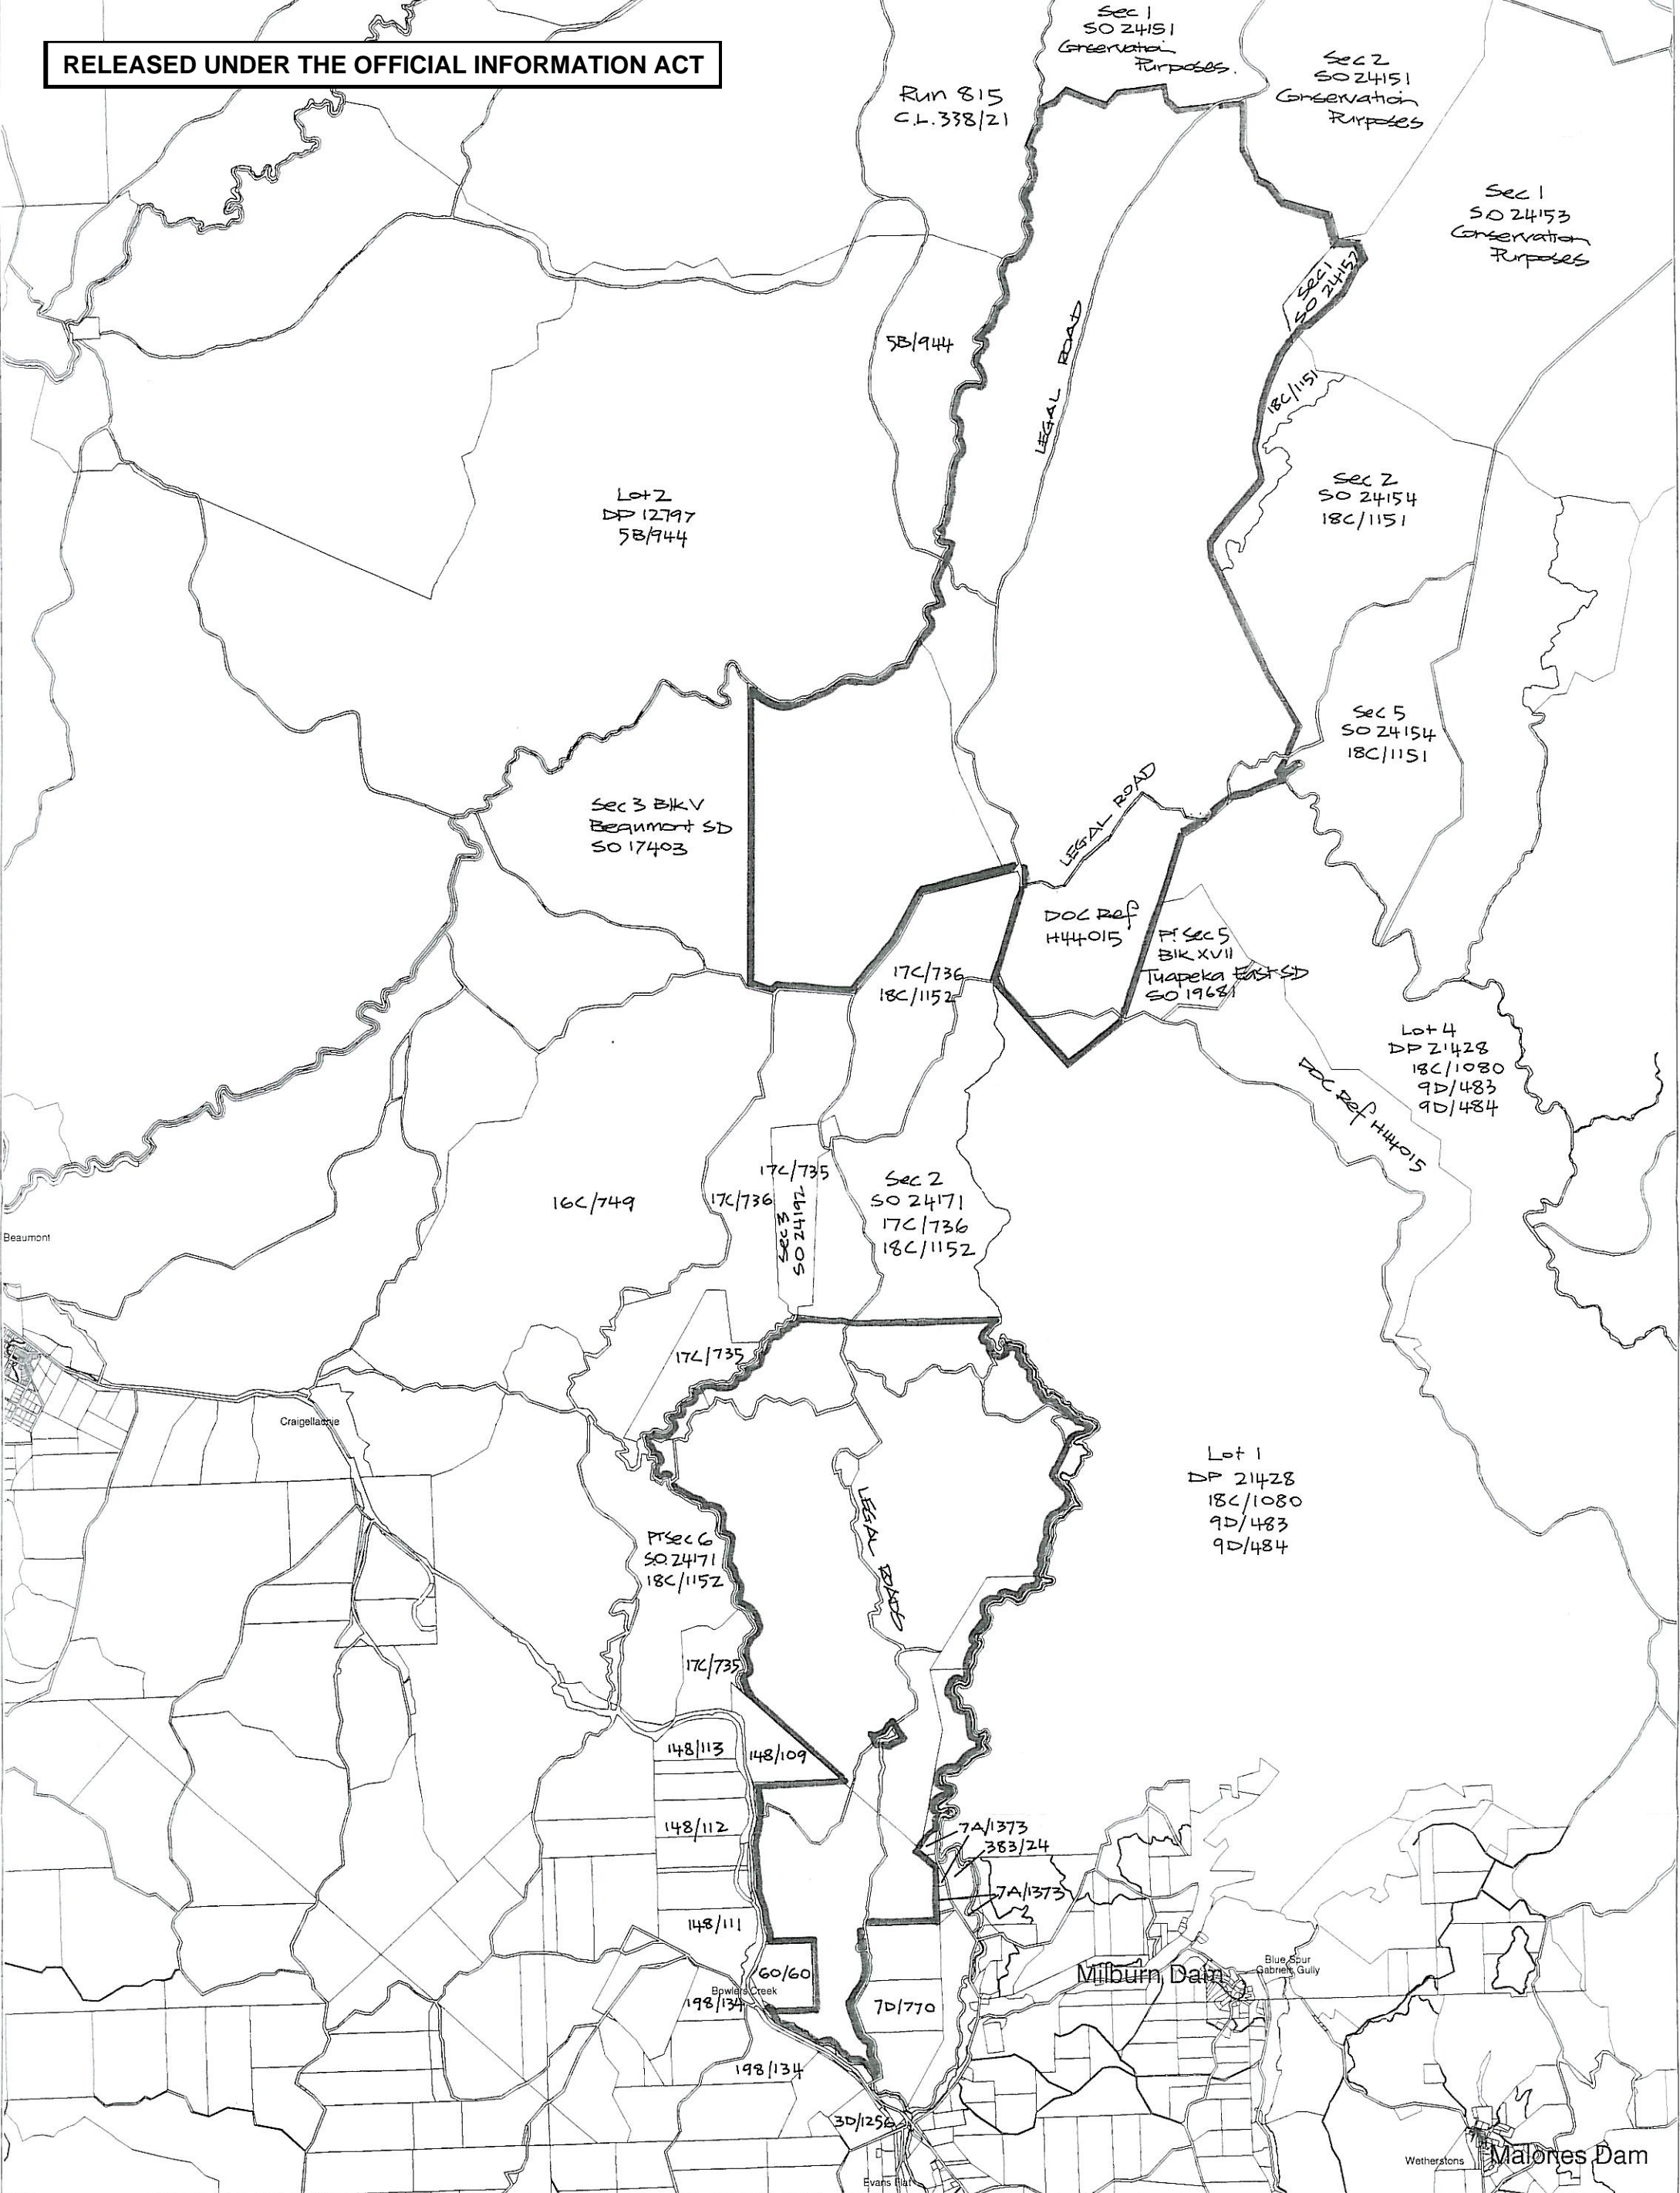 RELEASED UNDER THE OFFICIAL INFORMATION ACT
Sec 1
SO 24151
Conservation
Purposes.
Sec 2
SO 24151
Conservation
Purposes
Run 815
C.L. 338/21
Sec 1
SO 24153
Conservation
Purposes
Sec 1
SO 24152
5B/944
LEGAL ROAD
18C/1151
Lot 2
DP 12797
5B/944
Sec 2
SO 24154
18C/1151
Sec 5
SO 24154
18C/1151
Sec 3 Blk V
Beaumont SD
SO 17403
LEGAL ROAD
DOC Ref
H44015
Pt Sec 5
Blk XVII
Tuapeka East SD
SO 19681
17C/736
18C/1152
Lot 4
DP 21428
18C/1080
9D/483
9D/484
DOC Ref H44015
16C/749
17C/736
17C/735
Sec 3
SO 24192
Sec 2
SO 24171
17C/736
18C/1152
Beaumont
17C/735
Craigellachie
LEGAL ROADS
Lot 1
DP 21428
18C/1080
9D/483
9D/484
Pt Sec 6
S.O. 24171
18C/1152
17C/735
148/113
148/109
148/112
7A/1373
383/24
7A/1373
148/111
60/60
Bowlers Creek
198/134
7D/770
Milburn Dam
Blue Spur
Gabriels Gully
198/134
3D/1256
Evans Flat
Wetherstons
Malones Dam